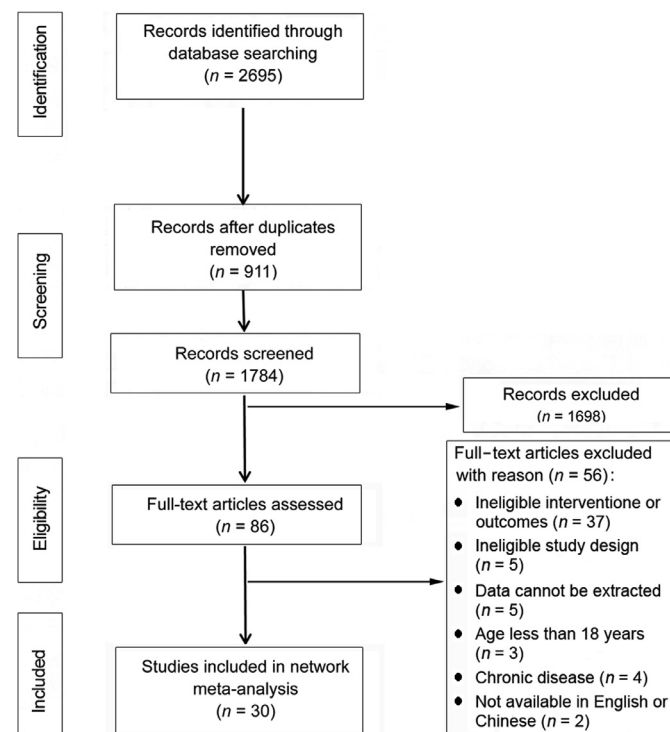 Identification
Records identified through
database searching
(n = 2695)
Screening
Records after duplicates
removed
(n = 911)
Records screened
(n = 1784)
Records excluded
(n = 1698)
Eligibility
Full-text articles assessed
(n = 86)
Full-text articles excluded
with reason (n = 56):
• Ineligible interventione or
outcomes (n = 37)
• Ineligible study design
(n = 5)
• Data cannot be extracted
(n = 5)
• Age less than 18 years
(n = 3)
• Chronic disease (n = 4)
• Not available in English or
Chinese (n = 2)
Included
Studies included in network
meta-analysis
(n = 30)